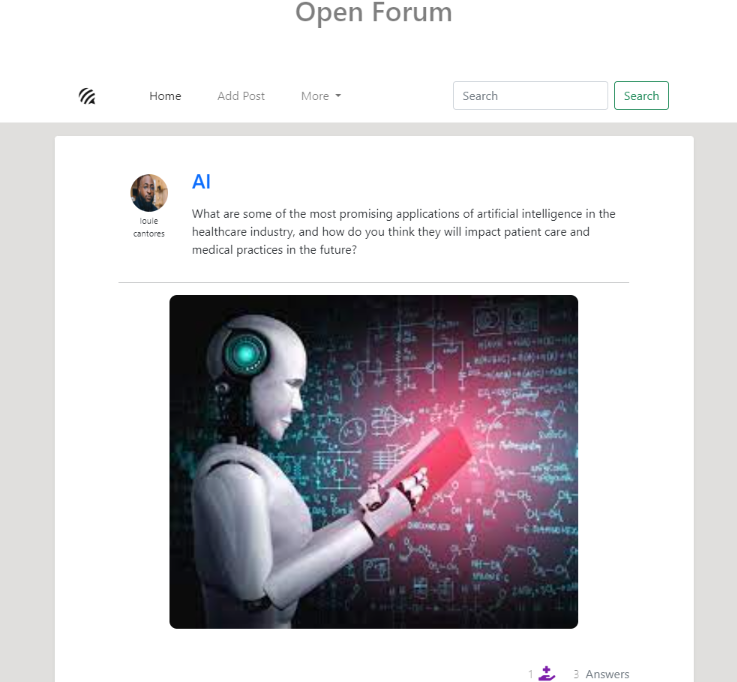 Open Forum
Home Add Post More Search Search
AI
louie
cantores
What are some of the most promising applications of artificial intelligence in the
healthcare industry, and how do you think they will impact patient care and
medical practices in the future?
1 3 Answers